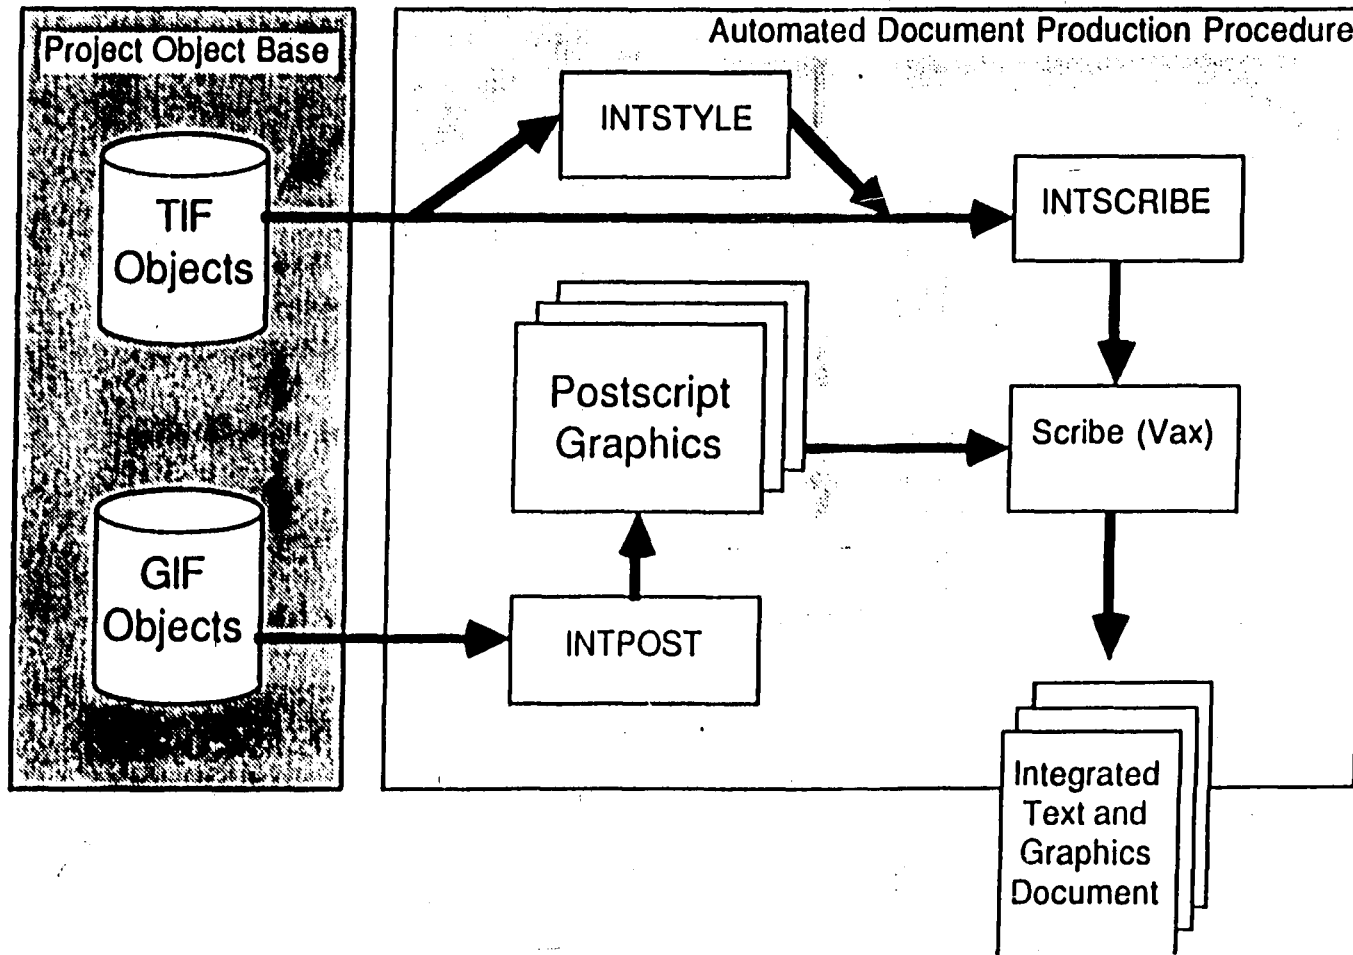 Project Object Base
Automated Document Production Procedure
INTSTYLE
TIF
Objects
INTSCRIBE
Postscript
Graphics
Scribe (Vax)
GIF
Objects
INTPOST
Integrated
Text and
Graphics
Document